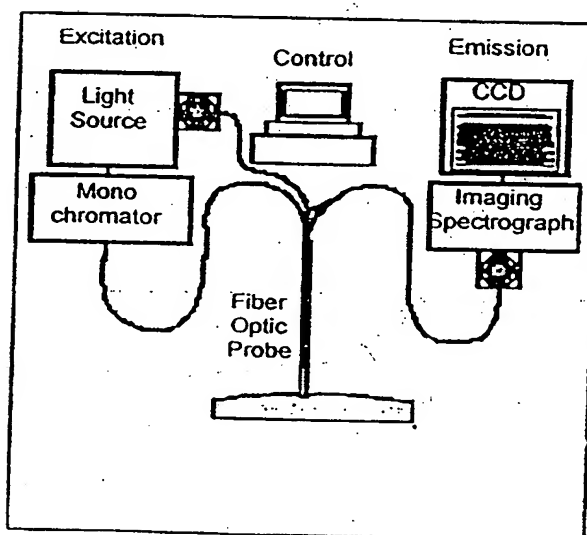 Excitation
Control
Emission
Light
Source
CCD
Mono
chromator
Imaging
Spectrograph
Fiber
Optic
Probe